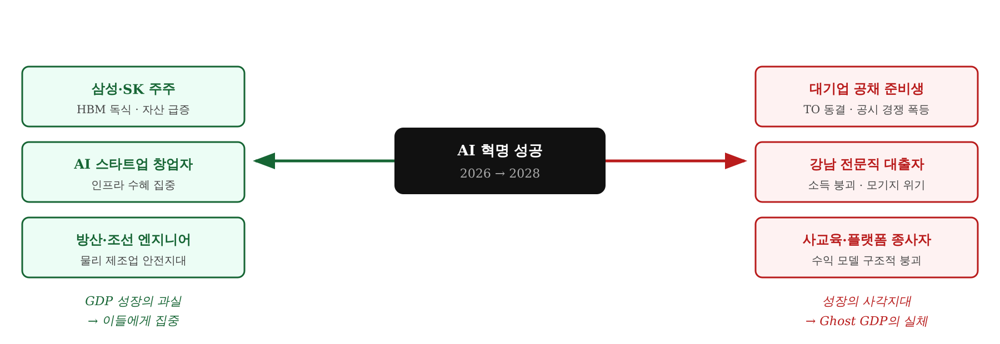 삼성·SK 주주
HBM 독식 · 자산 급증
AI 스타트업 창업자
인프라 수혜 집중
방산·조선 엔지니어
물리 제조업 안전지대
GDP 성장의 과실
→ 이들에게 집중
AI 혁명 성공
2026 → 2028
대기업 공채 준비생
TO 동결 · 공시 경쟁 폭등
강남 전문직 대출자
소득 붕괴 · 모기지 위기
사교육·플랫폼 종사자
수익 모델 구조적 붕괴
성장의 사각지대
→ Ghost GDP의 실체